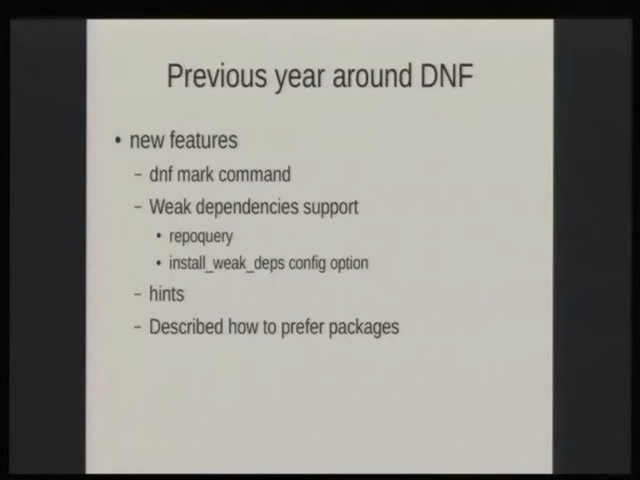 Previous year around DNF
• new features
– dnf mark command
– Weak dependencies support
• repoquery
• install_weak_deps config option
– hints
– Described how to prefer packages